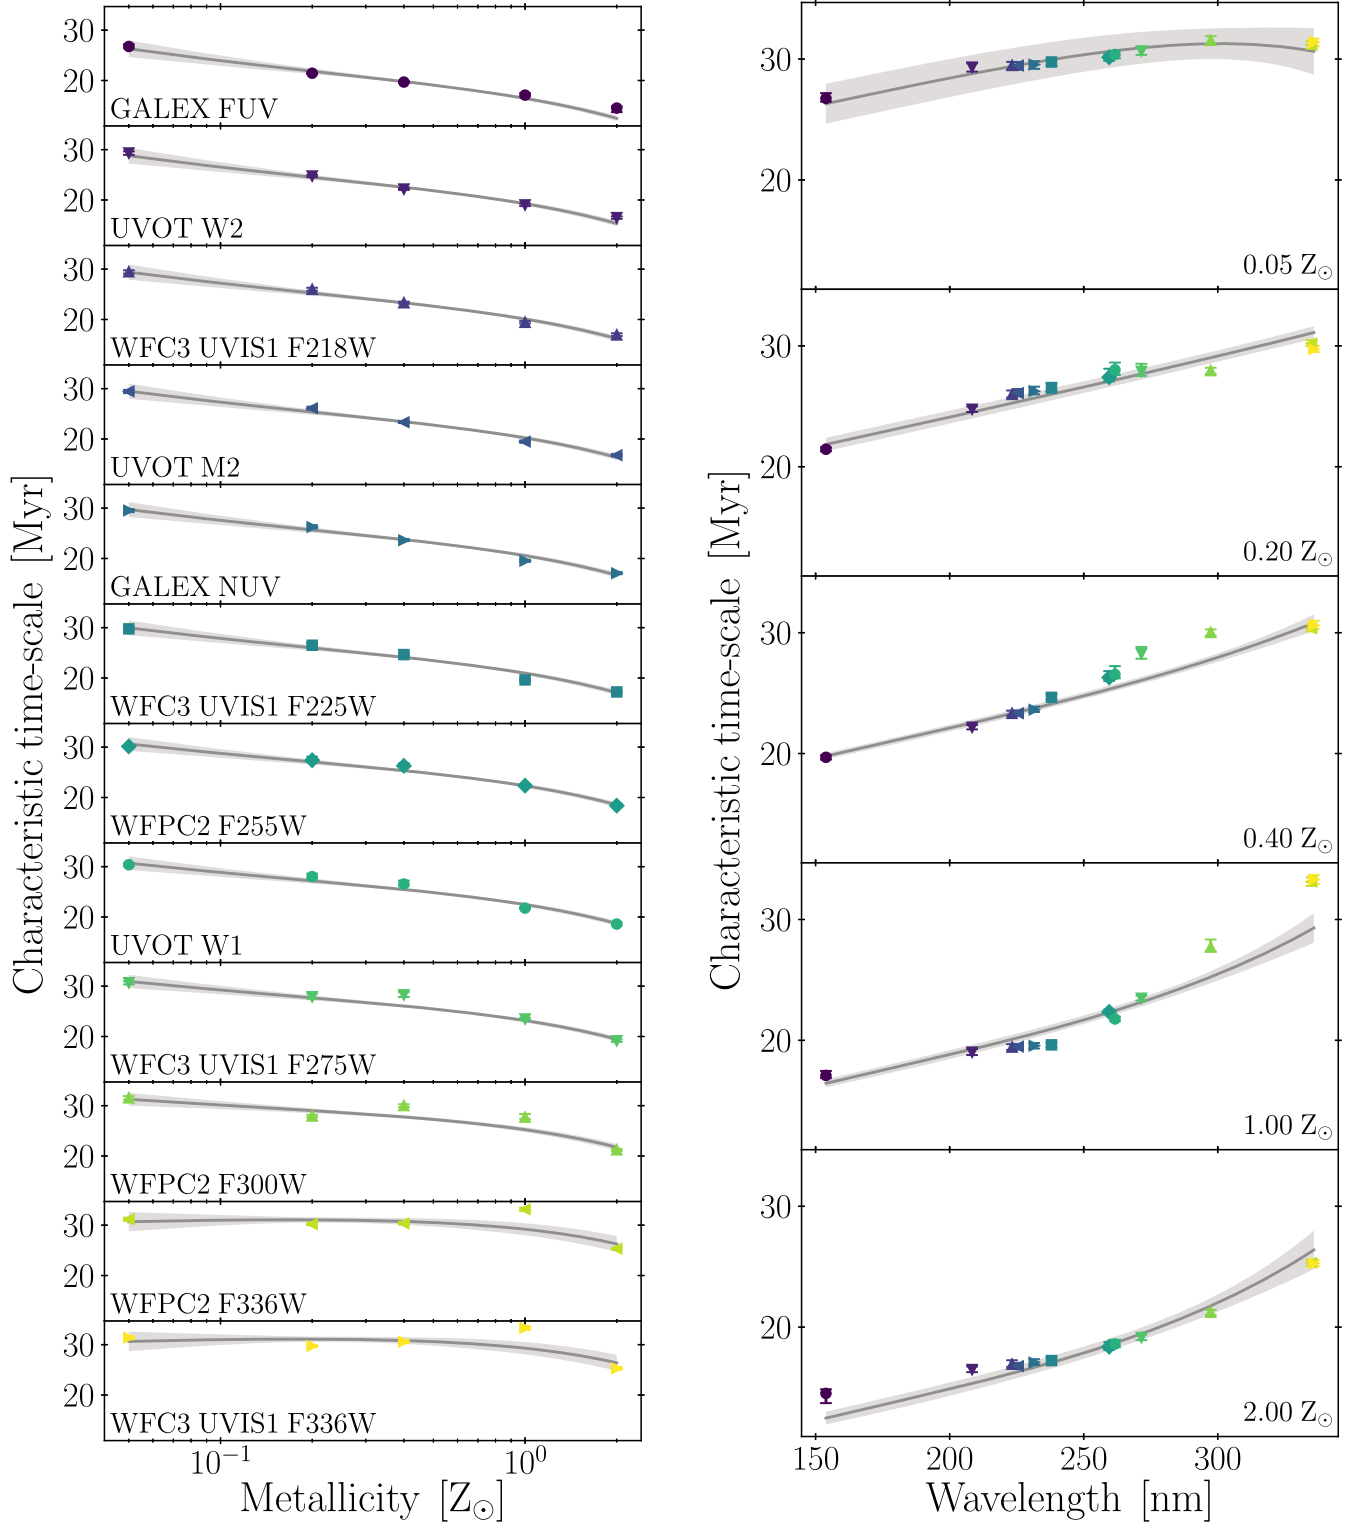 Characteristic time-scale [Myr]
30
20
GALEX FUV
30
20
UVOT W2
30
20
WFC3 UVIS1 F218W
30
20
UVOT M2
30
20
GALEX NUV
30
20
WFC3 UVIS1 F225W
30
20
WFPC2 F255W
30
20
UVOT W1
30
20
WFC3 UVIS1 F275W
30
20
WFPC2 F300W
30
20
WFPC2 F336W
30
20
WFC3 UVIS1 F336W
10⁻¹ 10⁰
Metallicity [Z☉]
Characteristic time-scale [Myr]
30
20
0.05 Z☉
30
20
0.20 Z☉
30
20
0.40 Z☉
30
20
1.00 Z☉
30
20
2.00 Z☉
150 200 250 300
Wavelength [nm]